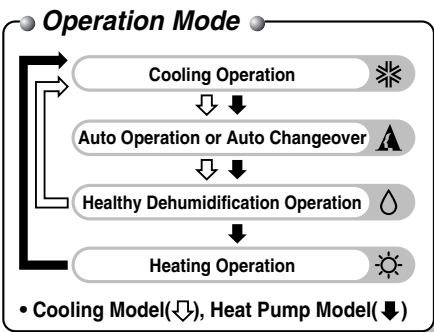 Operation Mode
Cooling Operation
Auto Operation or Auto Changeover
Healthy Dehumidification Operation
Heating Operation
• Cooling Model(⇩), Heat Pump Model(⬇)